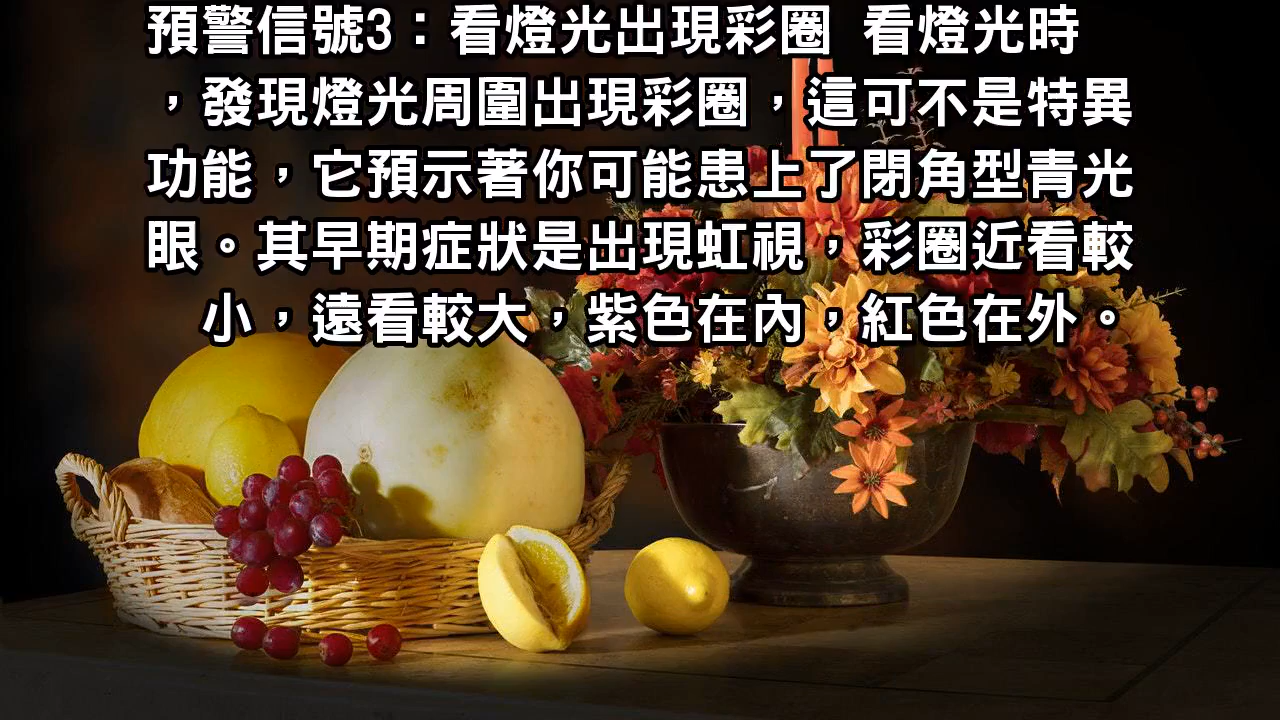 預警信號3：看燈光出現彩圈 看燈光時
，發現燈光周圍出現彩圈，這可不是特異
功能，它預示著你可能患上了閉角型青光
眼。其早期症狀是出現虹視，彩圈近看較
小，遠看較大，紫色在內，紅色在外。